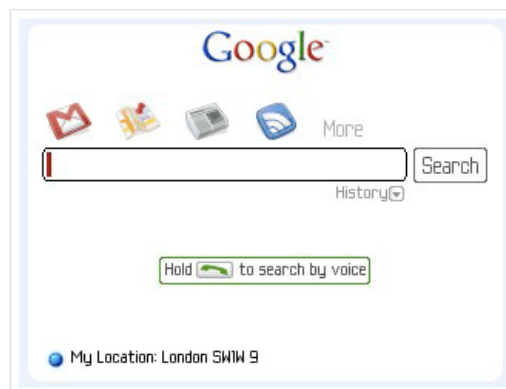 Google
More
Search
History
Hold to search by voice
My Location: London SW1W 9